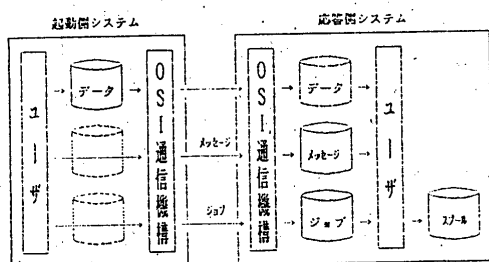 起動側システム
応答側システム
ユーザ
データ
OSI通信機構
メッセージ
ジョブ
OSI通信機構
データ
メッセージ
ジョブ
ユーザ
スプール